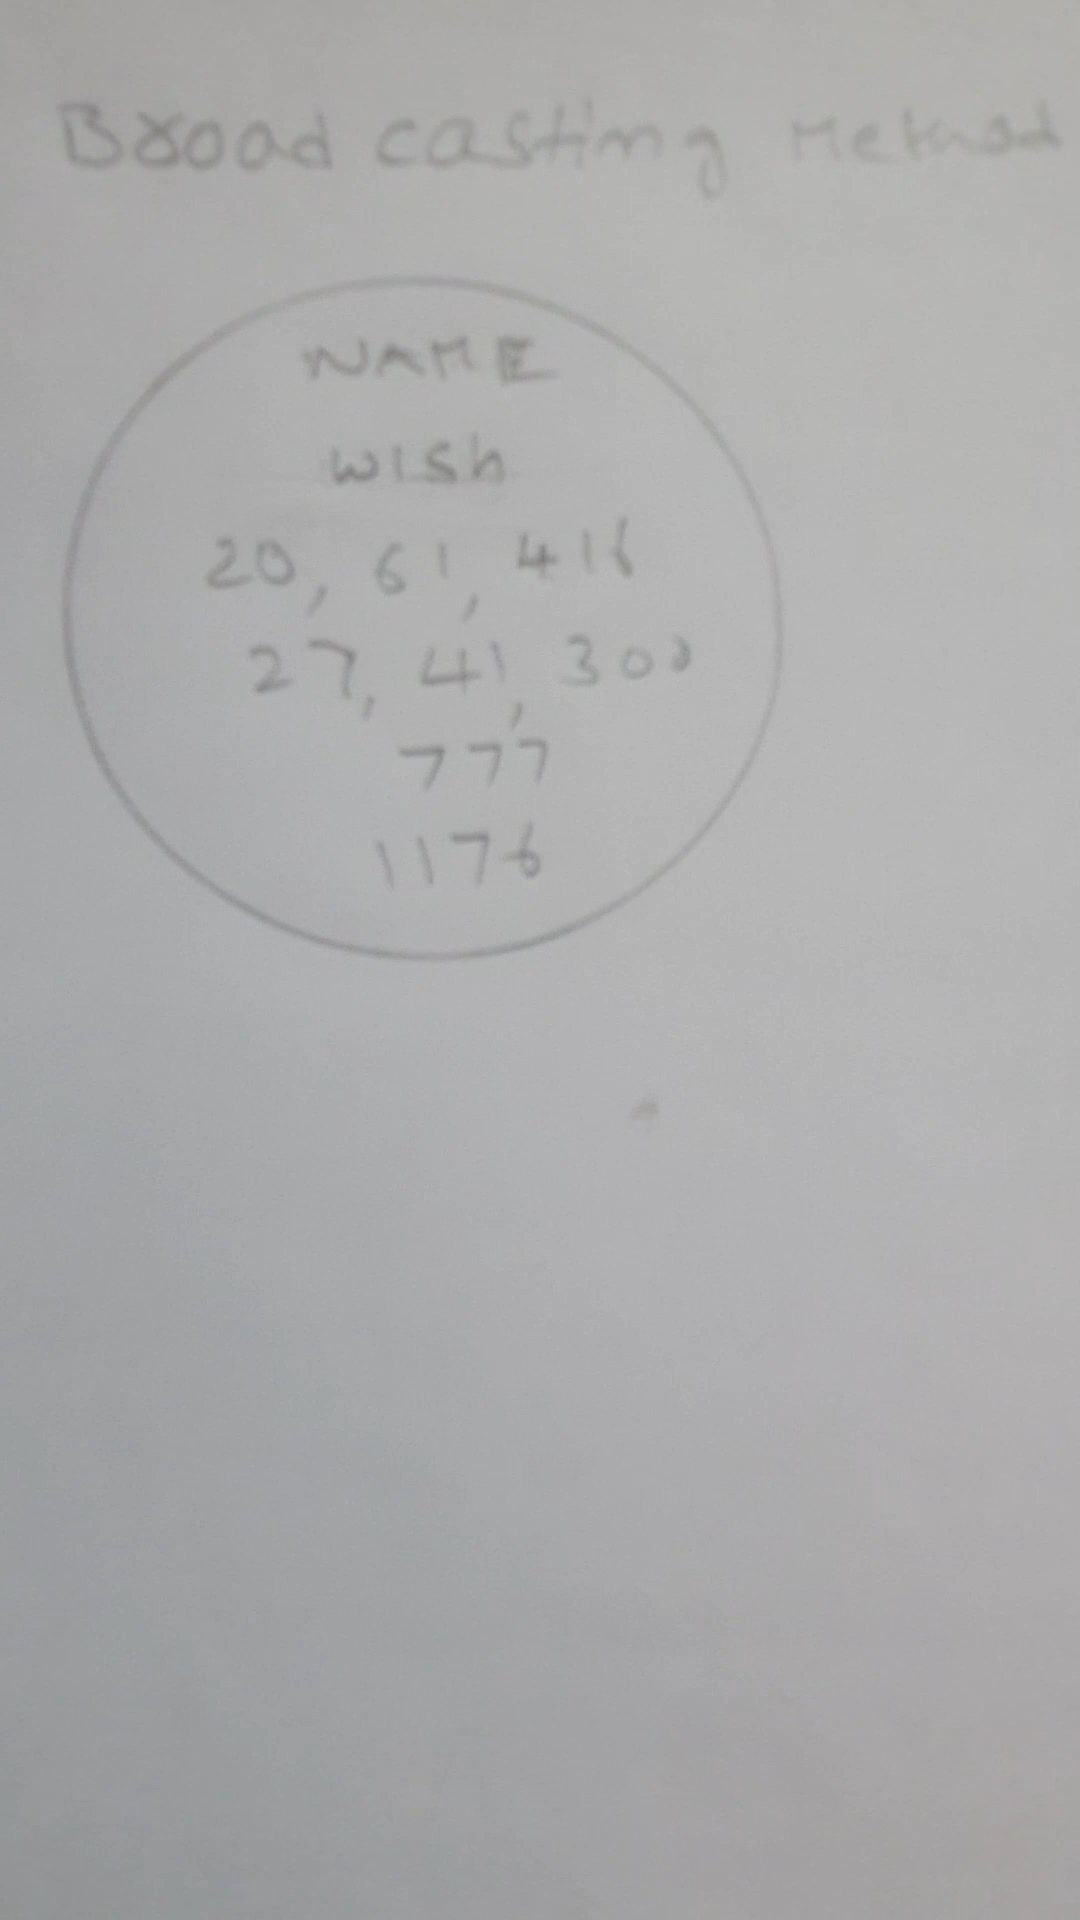 Broad casting Method
NAME
WISh
20, 61, 416
27, 41, 300
777
1176